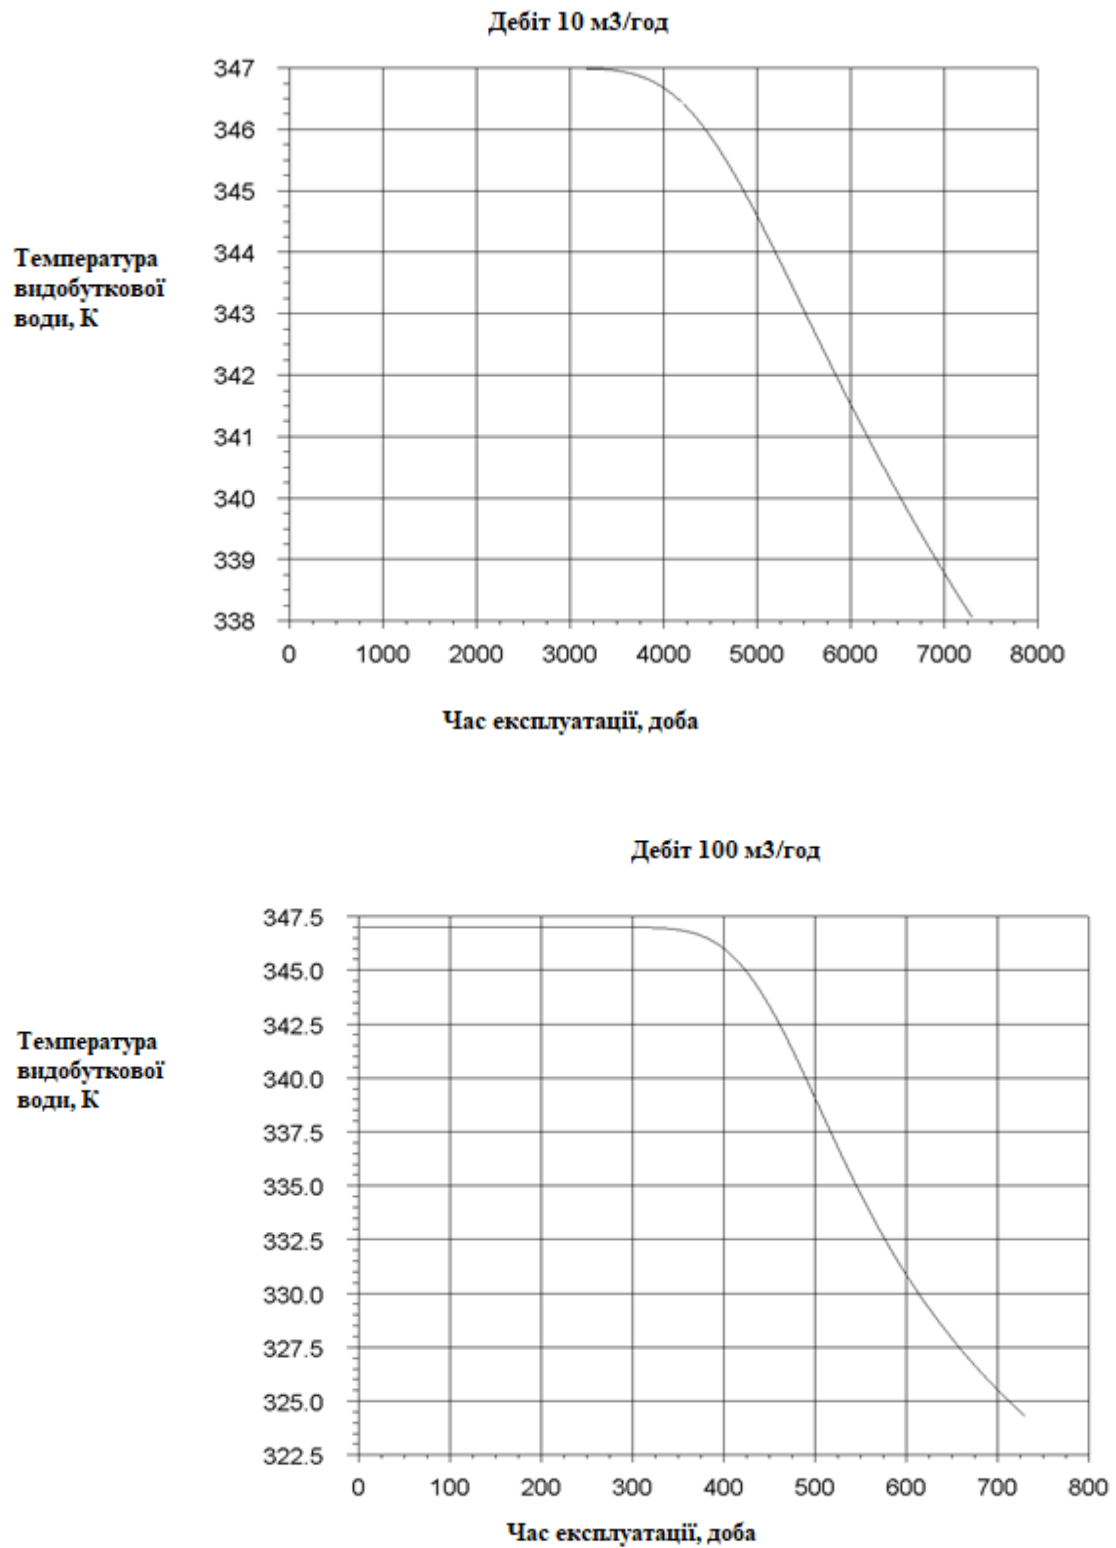 Дебіт 10 м3/год
347
346
345
344
343
342
341
340
339
338
Температура
видобуткової
води, К
0 1000 2000 3000 4000 5000 6000 7000 8000
Час експлуатації, доба
Дебіт 100 м3/год
347.5
345.0
342.5
340.0
337.5
335.0
332.5
330.0
327.5
325.0
322.5
Температура
видобуткової
води, К
0 100 200 300 400 500 600 700 800
Час експлуатації, доба